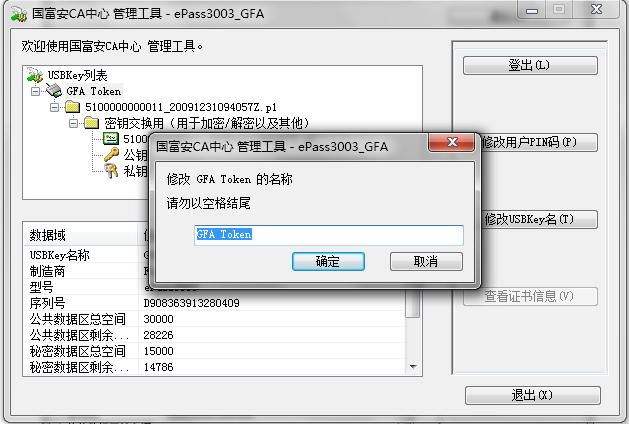 国富安CA中心 管理工具 - ePass3003_GFA
欢迎使用国富安CA中心 管理工具。
USBKey列表
GFA Token
5100000000011_20091231094057Z.p1
密钥交换用（用于加密/解密以及其他）
5100
公钥
私钥
登出(L)
修改用户PIN码(P)
修改USBKey名(T)
查看证书信息(V)
退出(X)
国富安CA中心 管理工具 - ePass3003_GFA
修改 GFA Token 的名称
请勿以空格结尾
GFA Token
确定
取消
数据域
USBKey名称
制造商
型号
序列号 D908363913280409
公共数据区总空间 30000
公共数据区剩余... 28226
秘密数据区总空间 15000
秘密数据区剩余... 14786